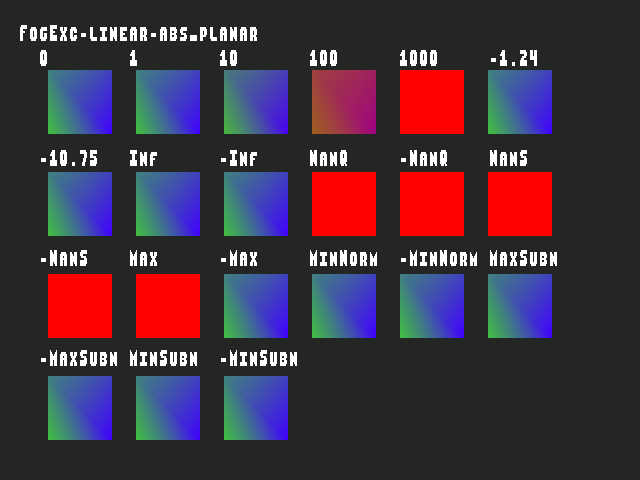 FogExc-linear-abs_planar
0 1 10 100 1000 -1.24
-10.75 Inf -Inf NanQ -NanQ NanS
-NanS Max -Max MinNorm -MinNorm MaxSubN
-MaxSubN MinSubN -MinSubN